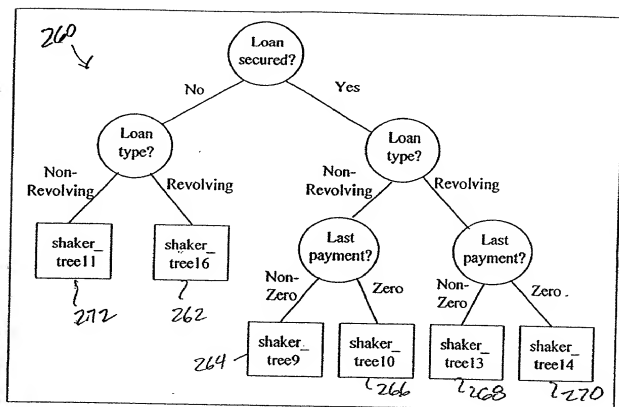 260
Loan
secured?
No
Yes
Loan
type?
Loan
type?
Non-
Revolving
Revolving
Non-
Revolving
Revolving
shaker_
tree11
shaker_
tree16
Last
payment?
Last
payment?
272
262
Non-
Zero
Zero
Non-
Zero
Zero
264
shaker_
tree9
shaker_
tree10
shaker_
tree13
shaker_
tree14
266
268
270